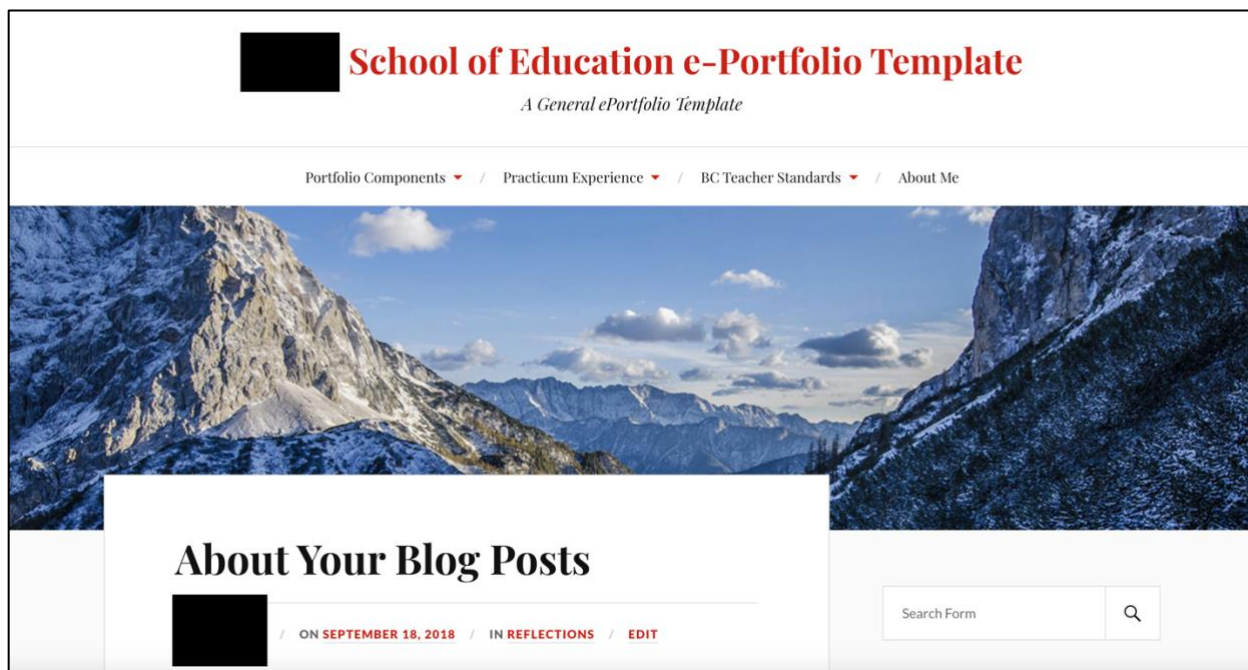 School of Education e-Portfolio Template
A General ePortfolio Template
Portfolio Components / Practicum Experience / BC Teacher Standards / About Me
About Your Blog Posts
/ ON SEPTEMBER 18, 2018 / IN REFLECTIONS / EDIT
Search Form